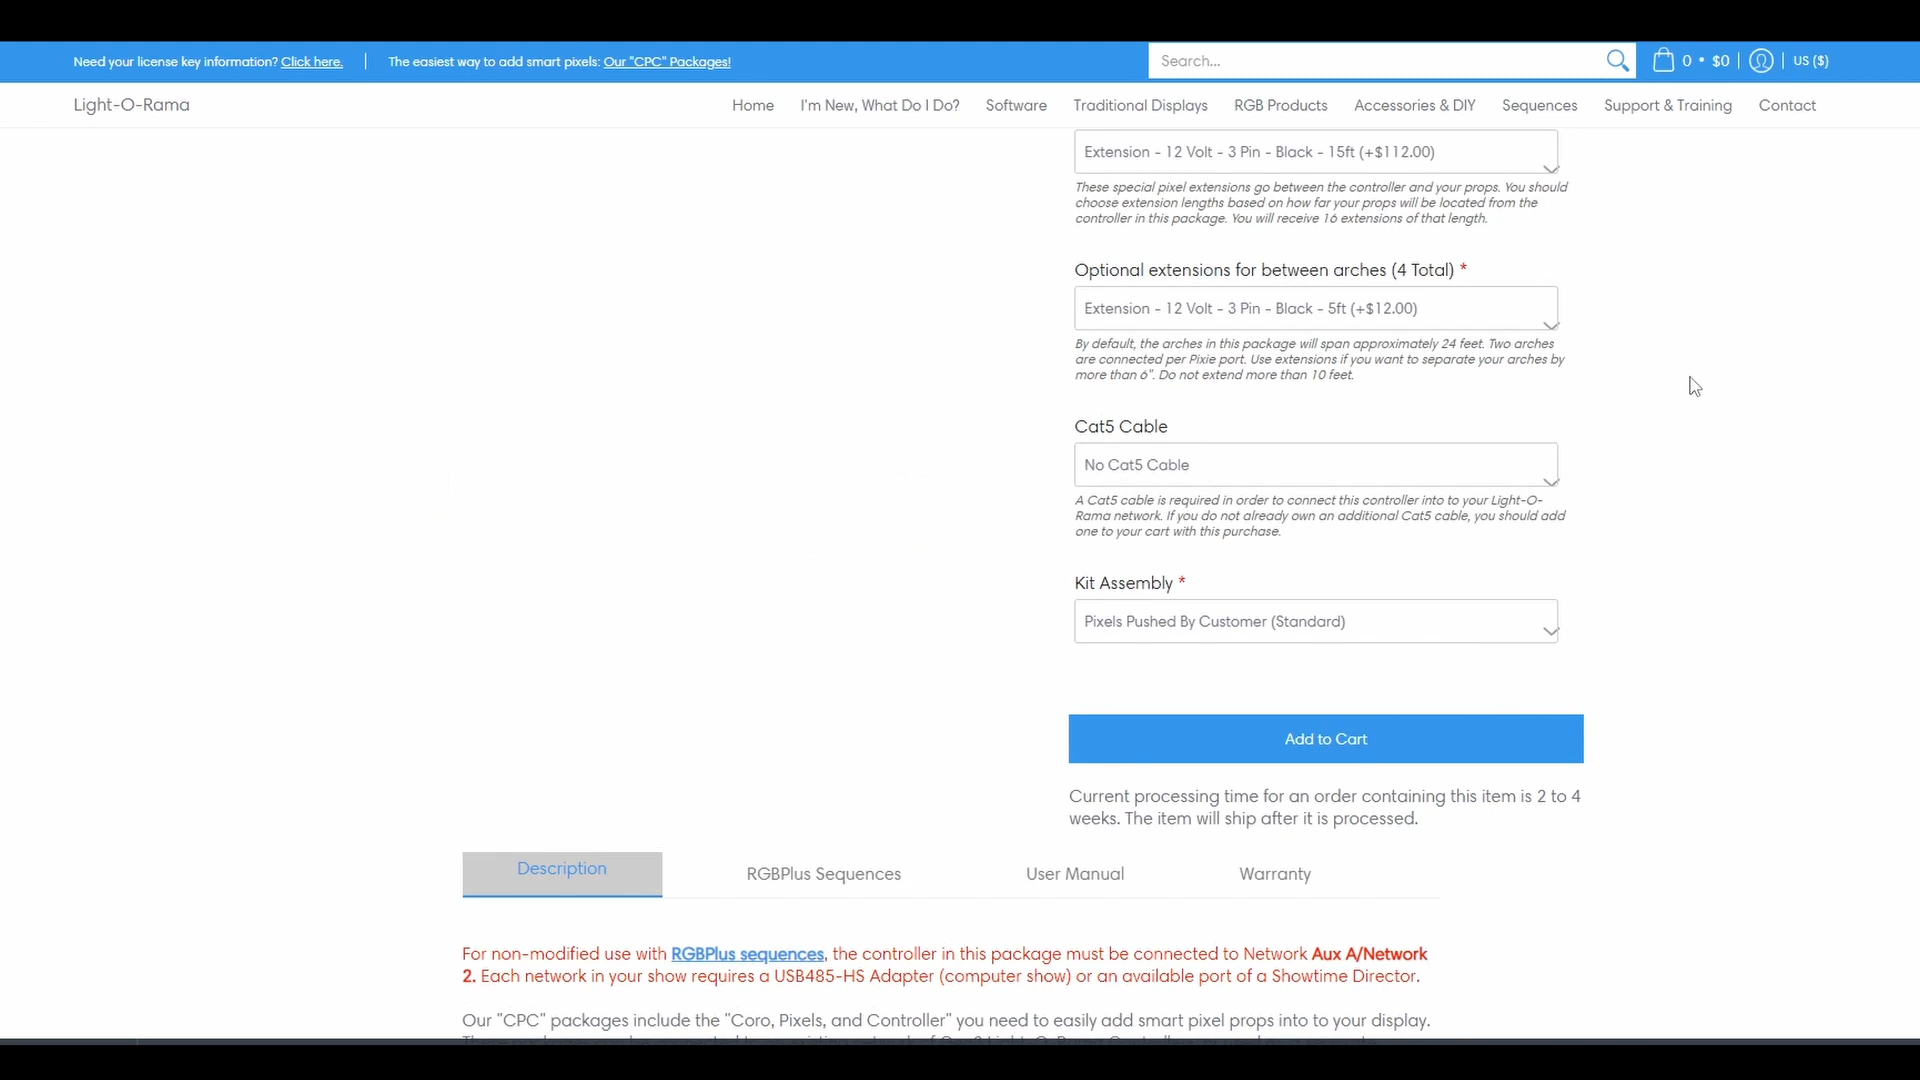 Need your license key information? Click here.
The easiest way to add smart pixels: Our "CPC" Packages!
Search...
0 • $0
US ($)
Light-O-Rama
Home
I'm New, What Do I Do?
Software
Traditional Displays
RGB Products
Accessories & DIY
Sequences
Support & Training
Contact
Extension - 12 Volt - 3 Pin - Black - 15ft (+$112.00)
These special pixel extensions go between the controller and your props. You should
choose extension lengths based on how far your props will be located from the
controller in this package. You will receive 16 extensions of that length.
Optional extensions for between arches (4 Total) *
Extension - 12 Volt - 3 Pin - Black - 5ft (+$12.00)
By default, the arches in this package will span approximately 24 feet. Two arches
are connected per Pixie port. Use extensions if you want to separate your arches by
more than 6". Do not extend more than 10 feet.
Cat5 Cable
No Cat5 Cable
A Cat5 cable is required in order to connect this controller into to your Light-O-
Rama network. If you do not already own an additional Cat5 cable, you should add
one to your cart with this purchase.
Kit Assembly *
Pixels Pushed By Customer (Standard)
Add to Cart
Current processing time for an order containing this item is 2 to 4
weeks. The item will ship after it is processed.
Description
RGBPlus Sequences
User Manual
Warranty
For non-modified use with RGBPlus sequences, the controller in this package must be connected to Network Aux A/Network
2. Each network in your show requires a USB485-HS Adapter (computer show) or an available port of a Showtime Director.
Our "CPC" packages include the "Coro, Pixels, and Controller" you need to easily add smart pixel props into to your display.